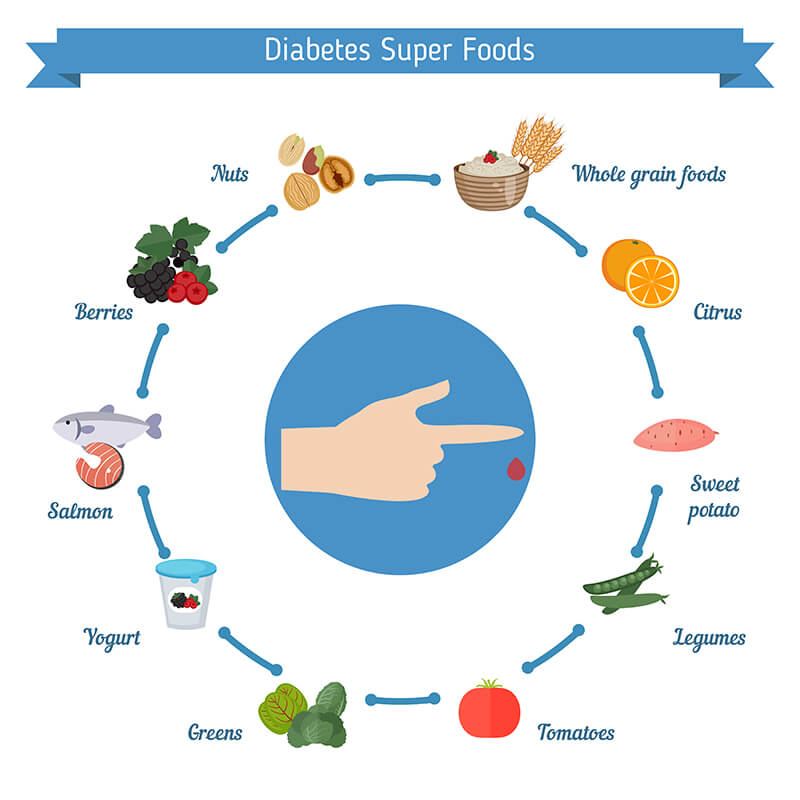 Diabetes Super Foods
Nuts
Whole grain foods
Berries
Citrus
Salmon
Sweet
potato
Yogurt
Legumes
Greens
Tomatoes